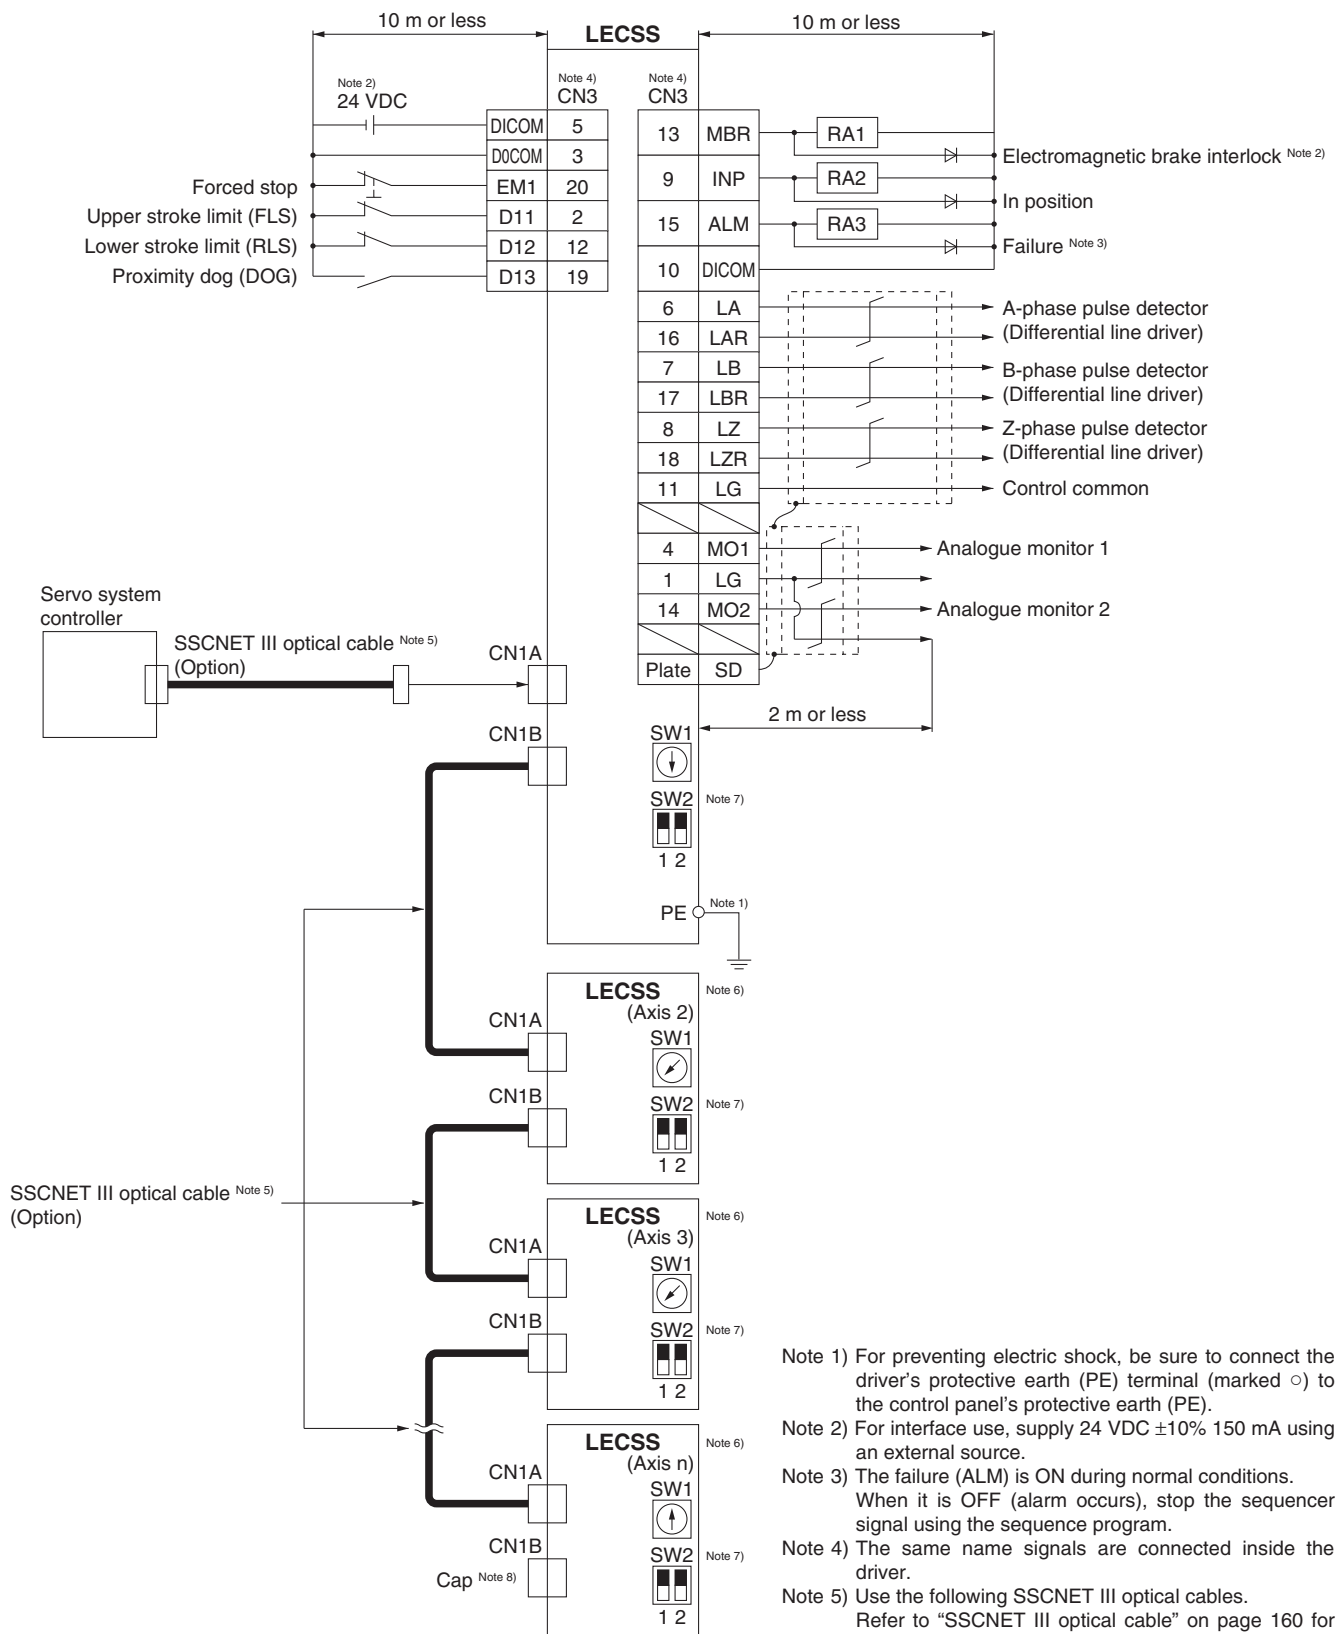 10 m or less
LECSS
10 m or less
Note 2)
24 VDC
Note 4)
CN3
DICOM 5
D0COM 3
Forced stop EM1 20
Upper stroke limit (FLS) D11 2
Lower stroke limit (RLS) D12 12
Proximity dog (DOG) D13 19
Note 4)
CN3
13 MBR RA1
Electromagnetic brake interlock Note 2)
9 INP RA2
In position
15 ALM RA3
Failure Note 3)
10 DICOM
6 LA A-phase pulse detector
16 LAR (Differential line driver)
7 LB B-phase pulse detector
17 LBR (Differential line driver)
8 LZ Z-phase pulse detector
18 LZR (Differential line driver)
11 LG Control common
4 MO1 Analogue monitor 1
1 LG
14 MO2 Analogue monitor 2
Plate SD
2 m or less
Servo system
controller
SSCNET III optical cable Note 5)
(Option)
CN1A
CN1B
SW1
SW2 Note 7)
1 2
PE Note 1)
LECSS Note 6)
(Axis 2)
CN1A
SW1
CN1B
SW2 Note 7)
1 2
SSCNET III optical cable Note 5)
(Option)
LECSS Note 6)
(Axis 3)
CN1A
SW1
CN1B
SW2 Note 7)
1 2
LECSS Note 6)
(Axis n)
CN1A
SW1
CN1B
Cap Note 8)
SW2 Note 7)
1 2
Note 1) For preventing electric shock, be sure to connect the
driver's protective earth (PE) terminal (marked ○) to
the control panel's protective earth (PE).
Note 2) For interface use, supply 24 VDC ±10% 150 mA using
an external source.
Note 3) The failure (ALM) is ON during normal conditions.
When it is OFF (alarm occurs), stop the sequencer
signal using the sequence program.
Note 4) The same name signals are connected inside the
driver.
Note 5) Use the following SSCNET III optical cables.
Refer to “SSCNET III optical cable” on page 160 for